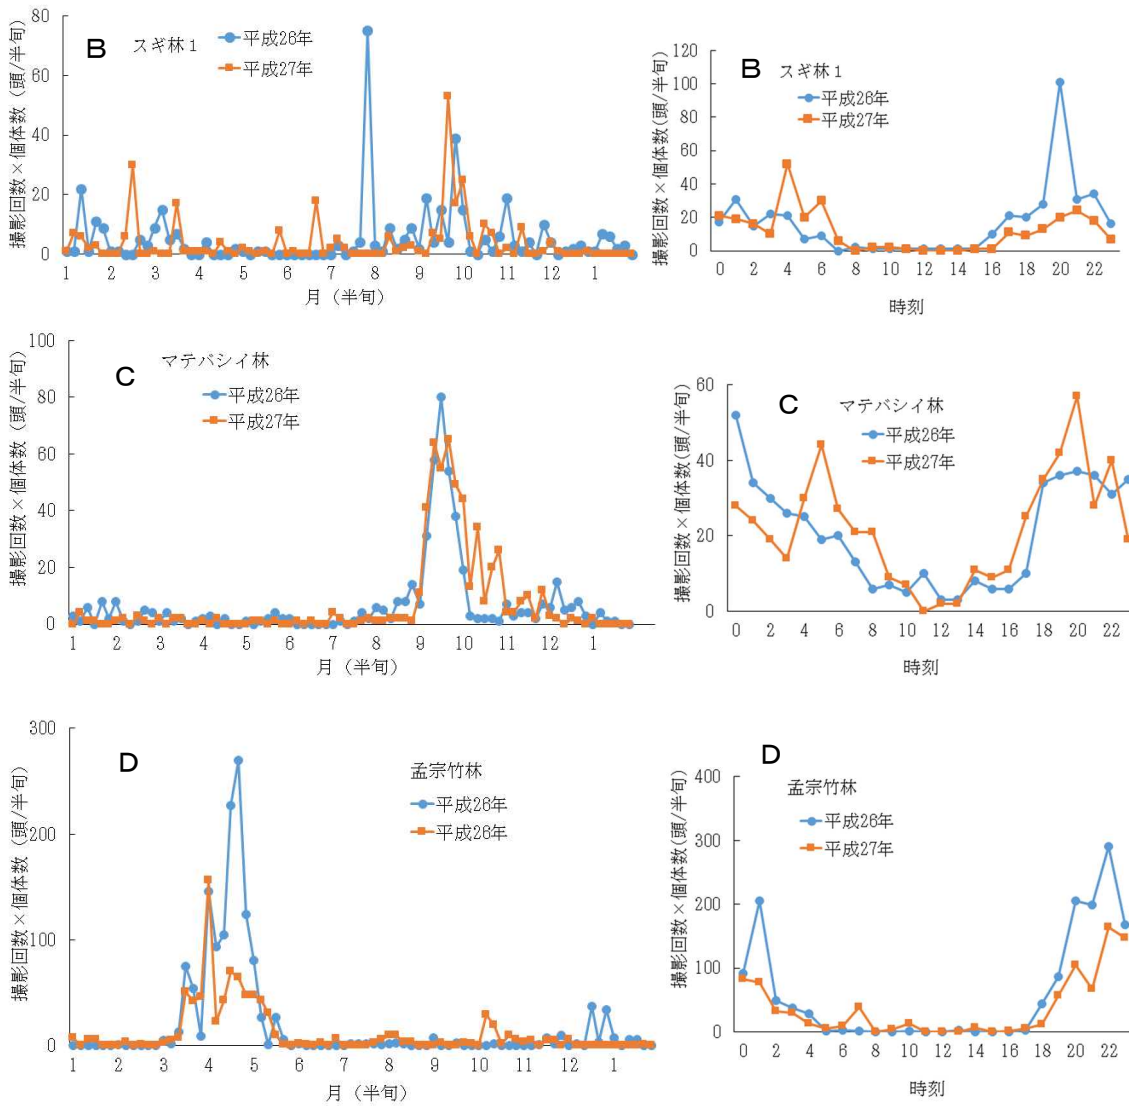 B
スギ林１
平成26年
平成27年
撮影回数×個体数（頭/半旬）
80
60
40
20
0
1 2 3 4 5 6 7 8 9 10 11 12 1
月（半旬）
B
スギ林１
平成26年
平成27年
撮影回数×個体数(頭/半旬)
120
100
80
60
40
20
0
0 2 4 6 8 10 12 14 16 18 20 22
時刻
C
マテバシイ林
平成26年
平成27年
撮影回数×個体数（頭/半旬）
100
80
60
40
20
0
1 2 3 4 5 6 7 8 9 10 11 12 1
月（半旬）
C
マテバシイ林
平成26年
平成27年
撮影回数×個体数(頭/半旬)
60
40
20
0
0 2 4 6 8 10 12 14 16 18 20 22
時刻
D
孟宗竹林
平成26年
平成26年
撮影回数×個体数（頭/半旬）
300
200
100
0
1 2 3 4 5 6 7 8 9 10 11 12 1
月（半旬）
D
孟宗竹林
平成26年
平成27年
撮影回数×個体数(頭/半旬)
400
300
200
100
0
0 2 4 6 8 10 12 14 16 18 20 22
時刻